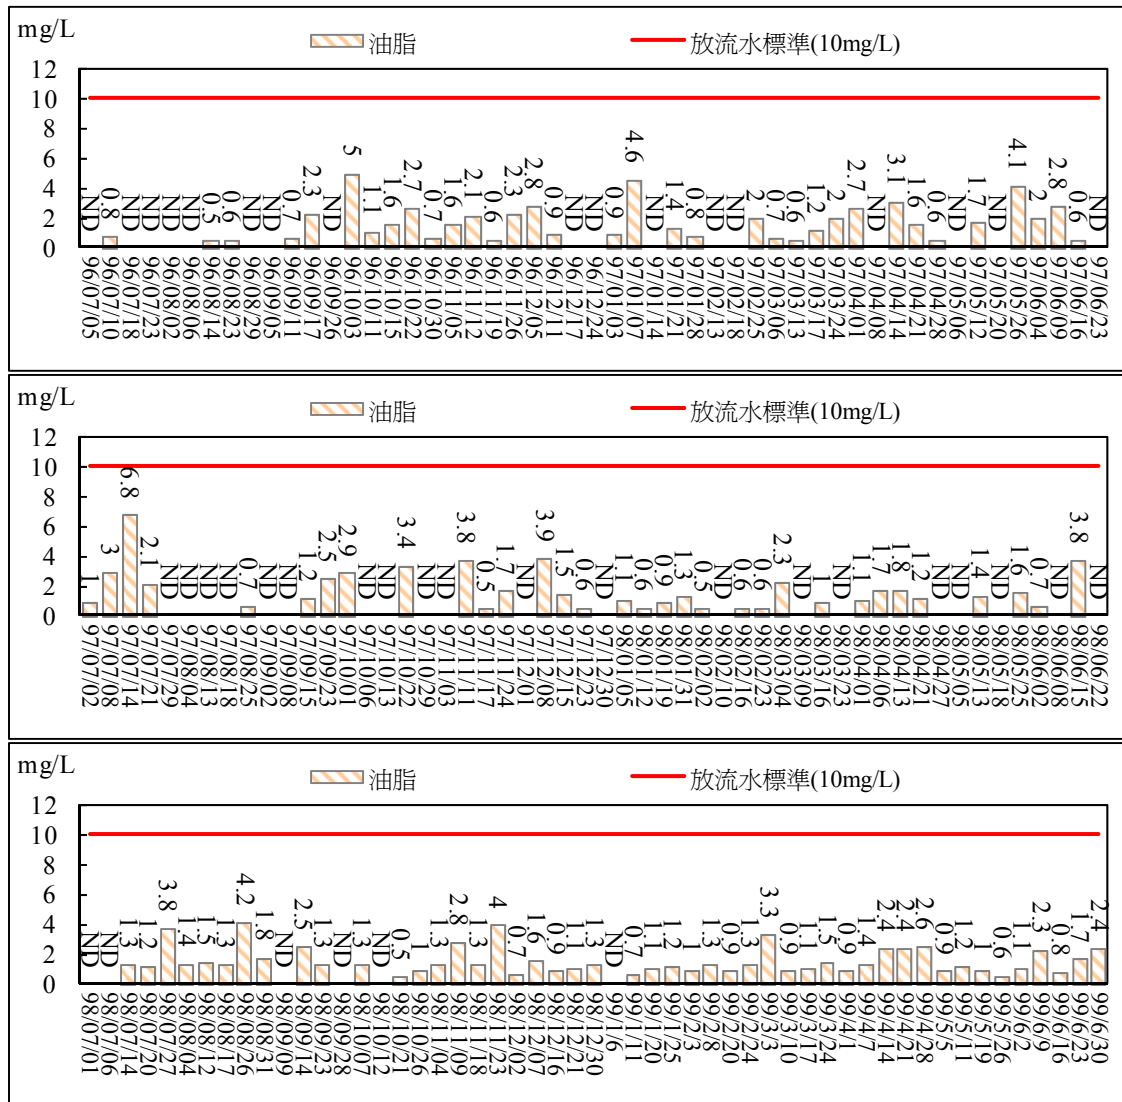 mg/L
油脂
放流水標準(10mg/L)
12
10
8
6
4
2
0
ND 0.8 ND ND ND ND 0.5 0.6 ND ND 0.7 2.3 ND 5 1.1 1.6 2.7 0.7 1.6 2.1 0.6 2.3 2.8 0.9 ND ND 0.9 4.6 ND 1.4 0.8 ND ND 2 0.7 0.6 1.2 2 2.7 ND 3.1 1.6 0.6 ND 1.7 ND 4.1 2 2.8 0.6 ND
96/07/05 96/07/10 96/07/18 96/07/23 96/08/02 96/08/06 96/08/14 96/08/23 96/08/29 96/09/05 96/09/11 96/09/17 96/09/26 96/10/03 96/10/11 96/10/15 96/10/22 96/10/30 96/11/05 96/11/12 96/11/19 96/11/26 96/12/05 96/12/11 96/12/17 96/12/24 97/01/03 97/01/07 97/01/14 97/01/21 97/01/28 97/02/13 97/02/18 97/02/25 97/03/06 97/03/13 97/03/17 97/03/24 97/04/01 97/04/08 97/04/14 97/04/21 97/04/28 97/05/06 97/05/12 97/05/20 97/05/26 97/06/04 97/06/09 97/06/16 97/06/23
mg/L
油脂
放流水標準(10mg/L)
12
10
8
6
4
2
0
1 3 6.8 2.1 ND ND ND ND 0.7 ND ND 1.2 2.5 2.9 ND ND 3.4 ND ND 3.8 0.5 1.7 ND 3.9 1.5 0.6 ND 1.1 0.6 0.9 1.3 0.5 ND 0.6 0.6 2.3 ND 1 ND 1.1 1.7 1.8 1.2 ND ND 1.4 ND 1.6 0.7 ND 3.8 ND
97/07/02 97/07/08 97/07/14 97/07/21 97/07/29 97/08/04 97/08/13 97/08/18 97/08/25 97/09/02 97/09/08 97/09/15 97/09/23 97/10/01 97/10/06 97/10/13 97/10/22 97/10/29 97/11/03 97/11/11 97/11/17 97/11/24 97/12/01 97/12/08 97/12/15 97/12/23 97/12/30 98/01/05 98/01/12 98/01/19 98/01/31 98/02/02 98/02/10 98/02/16 98/02/23 98/03/04 98/03/09 98/03/16 98/03/23 98/04/01 98/04/06 98/04/13 98/04/21 98/04/27 98/05/05 98/05/13 98/05/18 98/05/25 98/06/02 98/06/08 98/06/15 98/06/22
mg/L
油脂
放流水標準(10mg/L)
12
10
8
6
4
2
0
ND ND 1.3 1.2 3.8 1.4 1.5 1.3 4.2 1.8 ND 2.5 1.3 ND 1.3 ND 0.5 1 1.3 2.8 1.3 4 0.7 1.6 0.9 1.1 1.3 ND 0.7 1.1 1.2 1 1.3 0.9 1.3 3.3 0.9 1.1 1.5 0.9 1.4 2.4 2.4 2.6 0.9 1.2 1 0.6 1.1 2.3 0.8 1.7 2.4
98/07/01 98/07/06 98/07/14 98/07/20 98/07/27 98/08/04 98/08/12 98/08/17 98/08/26 98/08/31 98/09/09 98/09/14 98/09/23 98/09/28 98/10/07 98/10/12 98/10/21 98/10/26 98/11/04 98/11/09 98/11/18 98/11/23 98/12/02 98/12/07 98/12/16 98/12/21 98/12/30 99/1/6 99/1/11 99/1/20 99/1/25 99/2/3 99/2/8 99/2/20 99/2/24 99/3/3 99/3/10 99/3/17 99/3/24 99/4/1 99/4/7 99/4/14 99/4/21 99/4/28 99/5/5 99/5/11 99/5/19 99/5/26 99/6/2 99/6/9 99/6/14 99/6/23 99/6/30